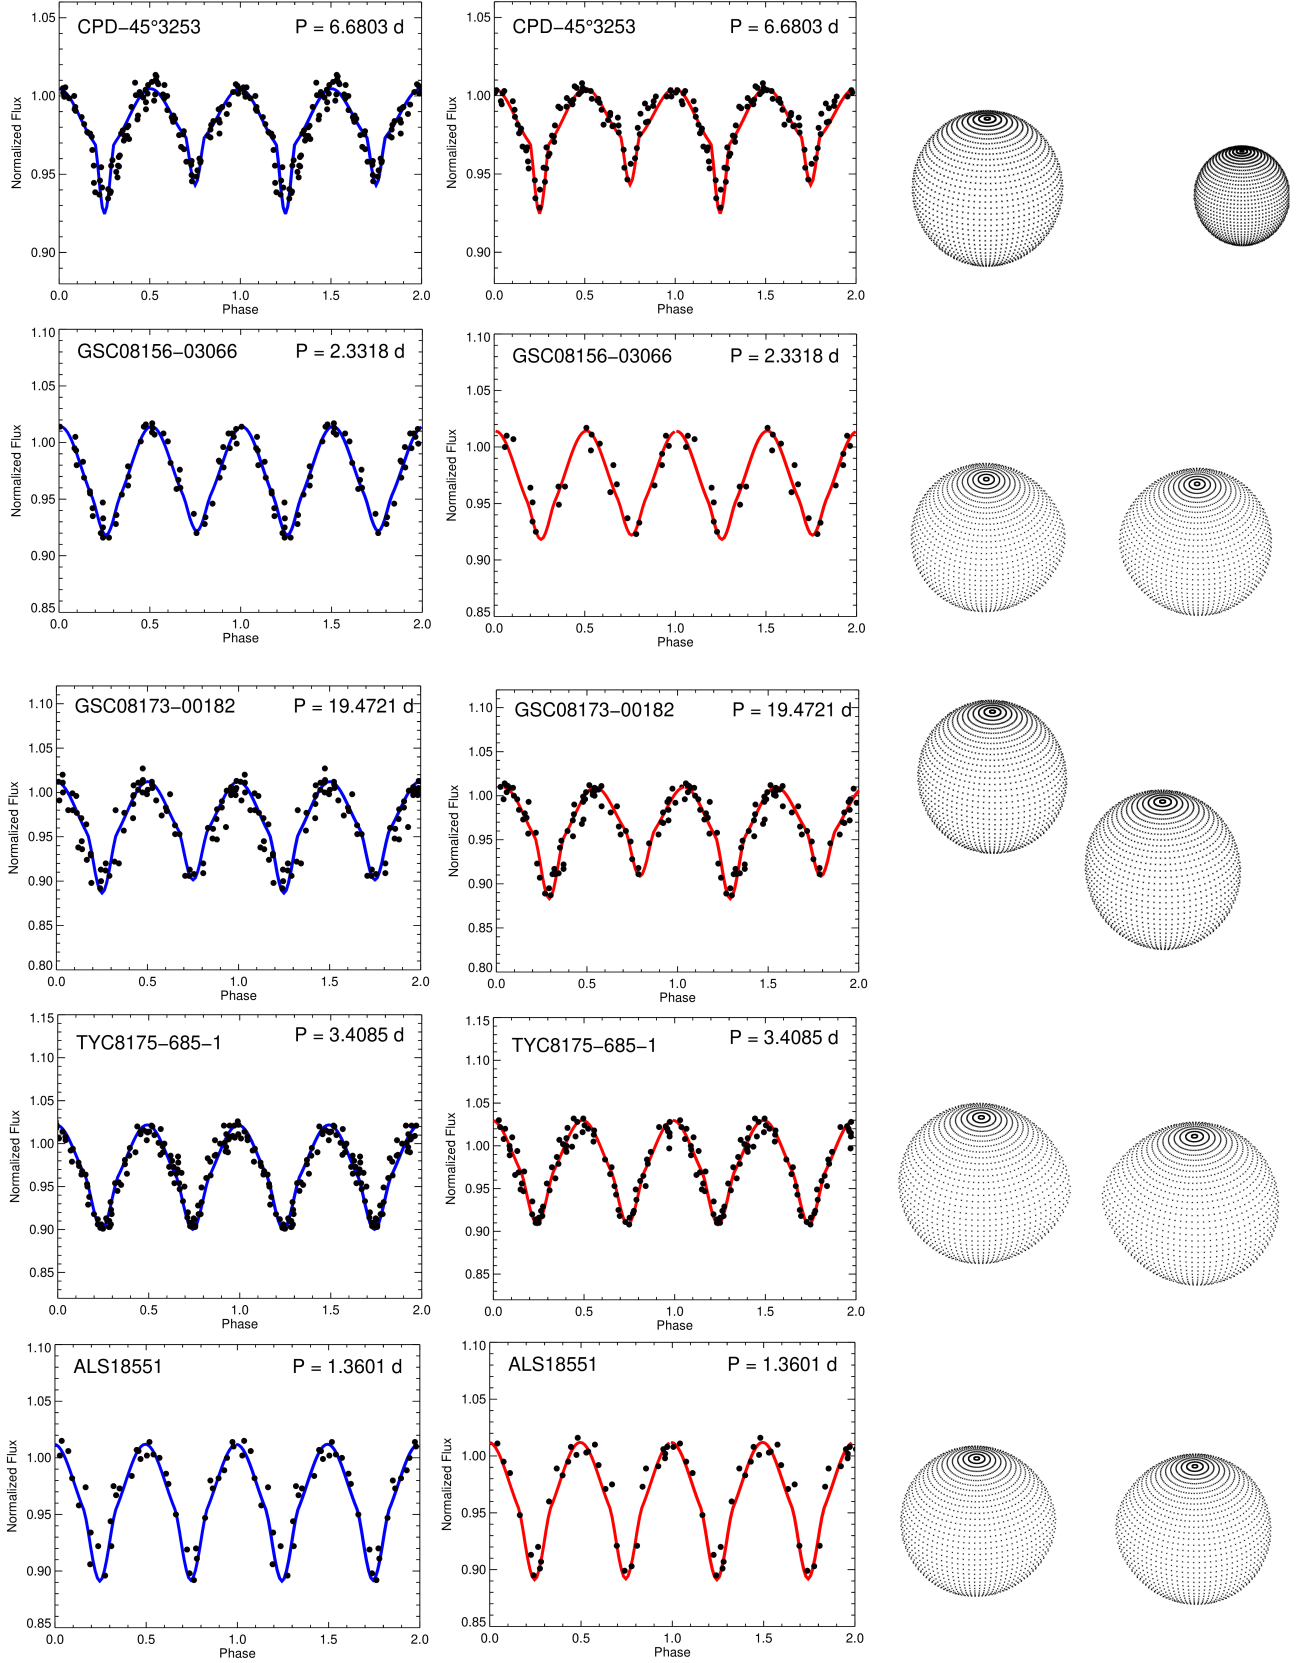 CPD−45°3253 P = 6.6803 d
1.05
1.00
0.95
0.90
Normalized Flux
0.0 0.5 1.0 1.5 2.0
Phase
CPD−45°3253 P = 6.6803 d
1.05
1.00
0.95
0.90
Normalized Flux
0.0 0.5 1.0 1.5 2.0
Phase
GSC08156−03066 P = 2.3318 d
1.10
1.05
1.00
0.95
0.90
0.85
Normalized Flux
0.0 0.5 1.0 1.5 2.0
Phase
GSC08156−03066 P = 2.3318 d
1.10
1.05
1.00
0.95
0.90
0.85
Normalized Flux
0.0 0.5 1.0 1.5 2.0
Phase
GSC08173−00182 P = 19.4721 d
1.10
1.05
1.00
0.95
0.90
0.85
0.80
Normalized Flux
0.0 0.5 1.0 1.5 2.0
Phase
GSC08173−00182 P = 19.4721 d
1.10
1.05
1.00
0.95
0.90
0.85
0.80
Normalized Flux
0.0 0.5 1.0 1.5 2.0
Phase
TYC8175−685−1 P = 3.4085 d
1.15
1.10
1.05
1.00
0.95
0.90
0.85
Normalized Flux
0.0 0.5 1.0 1.5 2.0
Phase
TYC8175−685−1 P = 3.4085 d
1.15
1.10
1.05
1.00
0.95
0.90
0.85
Normalized Flux
0.0 0.5 1.0 1.5 2.0
Phase
ALS18551 P = 1.3601 d
1.10
1.05
1.00
0.95
0.90
0.85
Normalized Flux
0.0 0.5 1.0 1.5 2.0
Phase
ALS18551 P = 1.3601 d
1.10
1.05
1.00
0.95
0.90
0.85
Normalized Flux
0.0 0.5 1.0 1.5 2.0
Phase